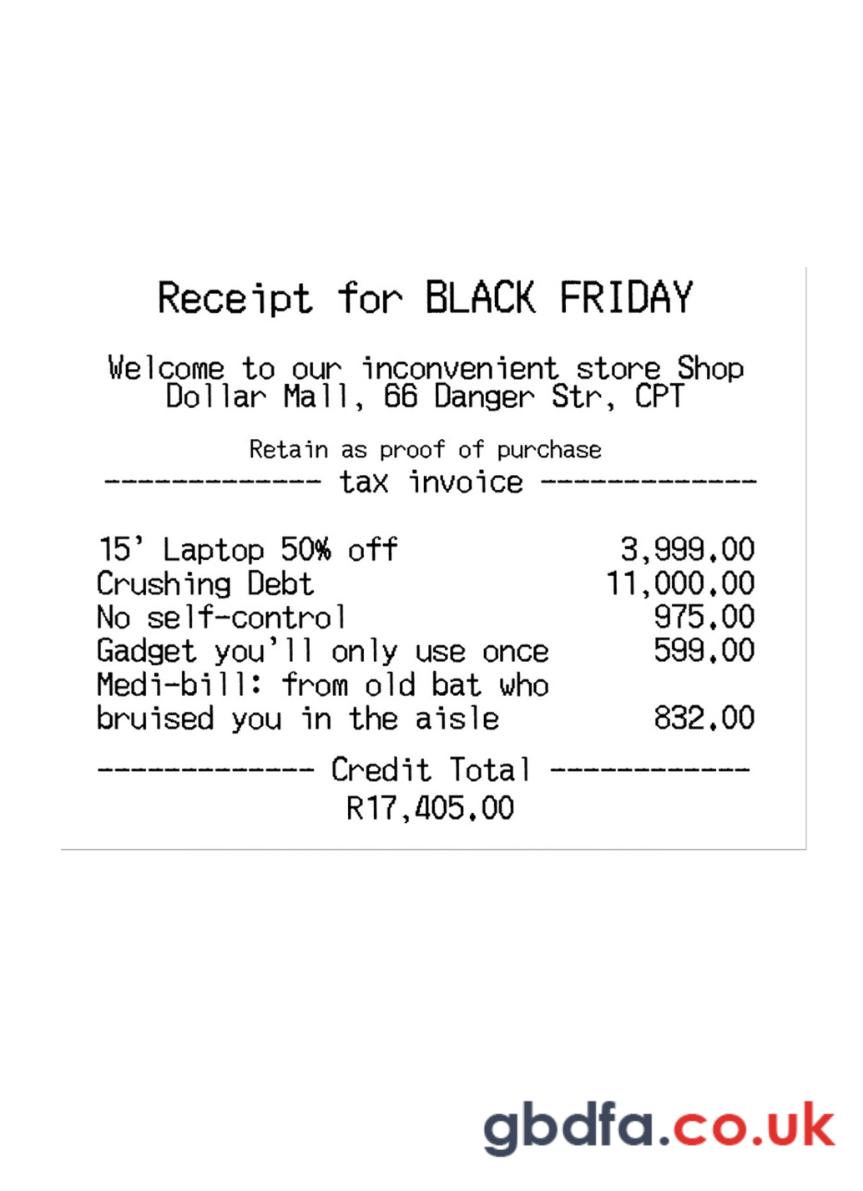 Receipt for BLACK FRIDAY
Welcome to our inconvenient store Shop
Dollar Mall, 66 Danger Str, CPT
Retain as proof of purchase
------------- tax invoice -------------
15' Laptop 50% off 3,999.00
Crushing Debt 11,000.00
No self-control 975.00
Gadget you'll only use once 599.00
Medi-bill: from old bat who
bruised you in the aisle 832.00
------------- Credit Total ------------
R17,405.00
gbdfa.co.uk